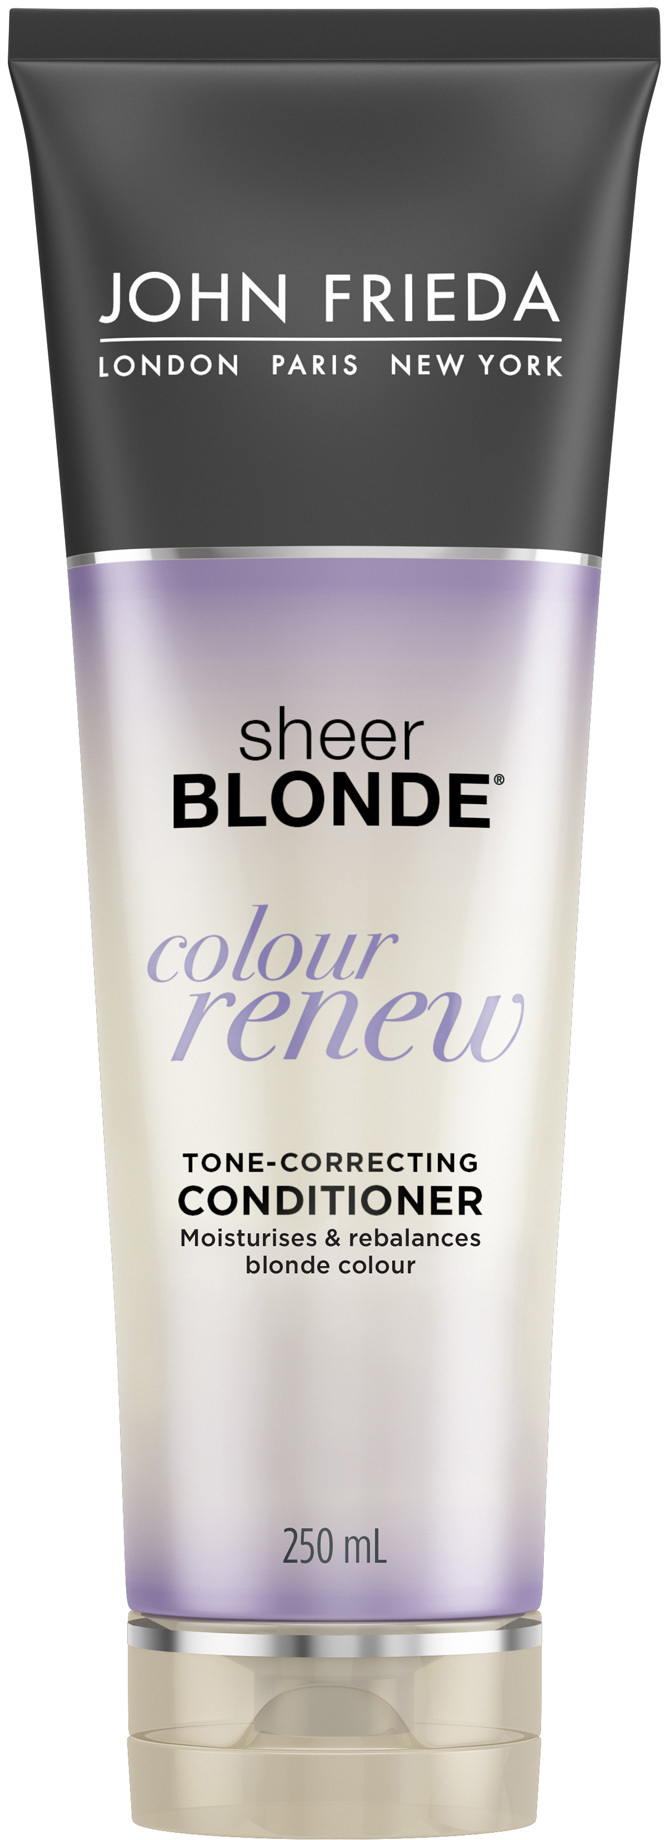 JOHN FRIEDA
LONDON PARIS NEW YORK
sheer
BLONDE®
colour
renew
TONE-CORRECTING
CONDITIONER
Moisturises & rebalances
blonde colour
250 mL